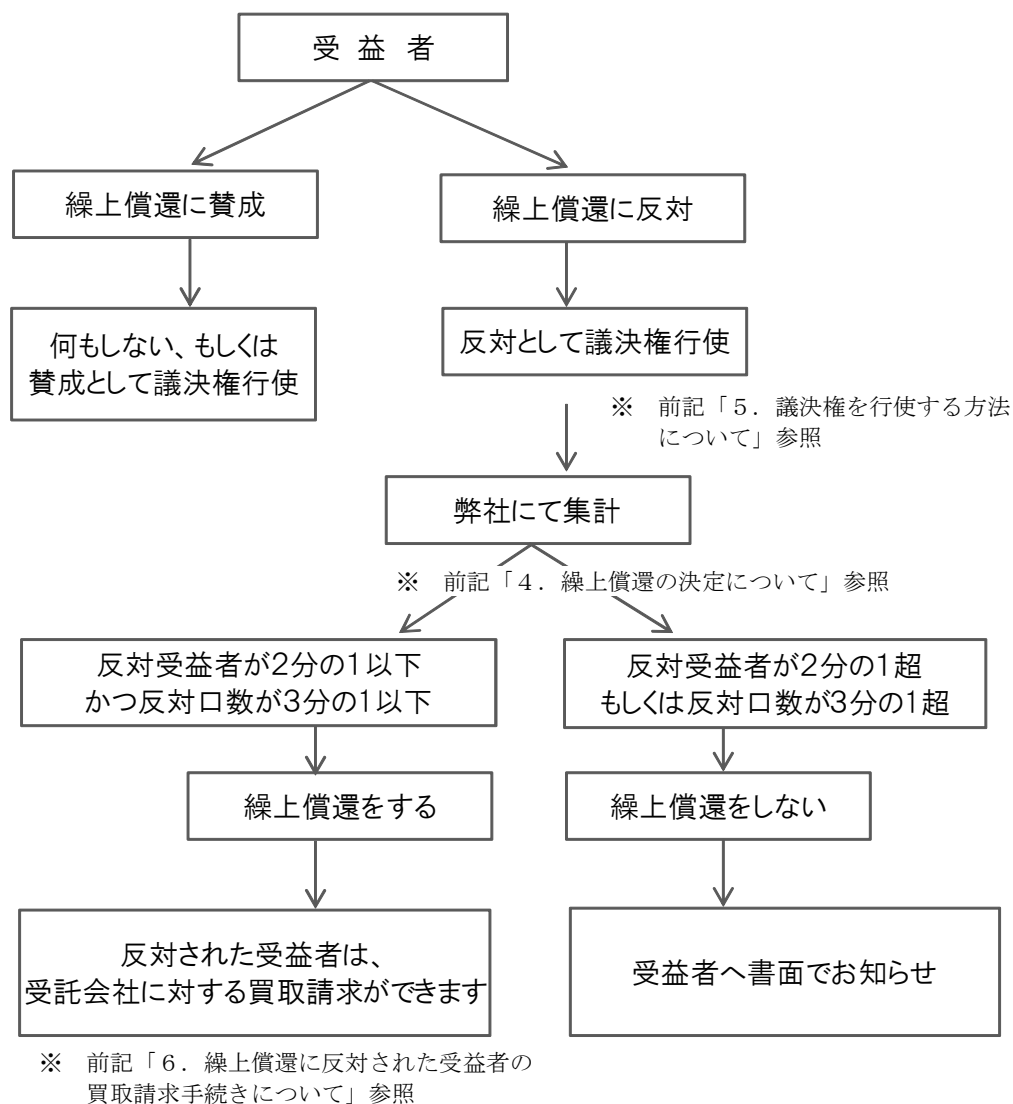 受 益 者
繰上償還に賛成
繰上償還に反対
何もしない、もしくは
賛成として議決権行使
反対として議決権行使
※ 前記「５．議決権を行使する方法
について」参照
弊社にて集計
※ 前記「４．繰上償還の決定について」参照
反対受益者が2分の1以下
かつ反対口数が3分の1以下
反対受益者が2分の1超
もしくは反対口数が3分の1超
繰上償還をする
繰上償還をしない
反対された受益者は、
受託会社に対する買取請求ができます
受益者へ書面でお知らせ
※ 前記「６．繰上償還に反対された受益者の
買取請求手続きについて」参照